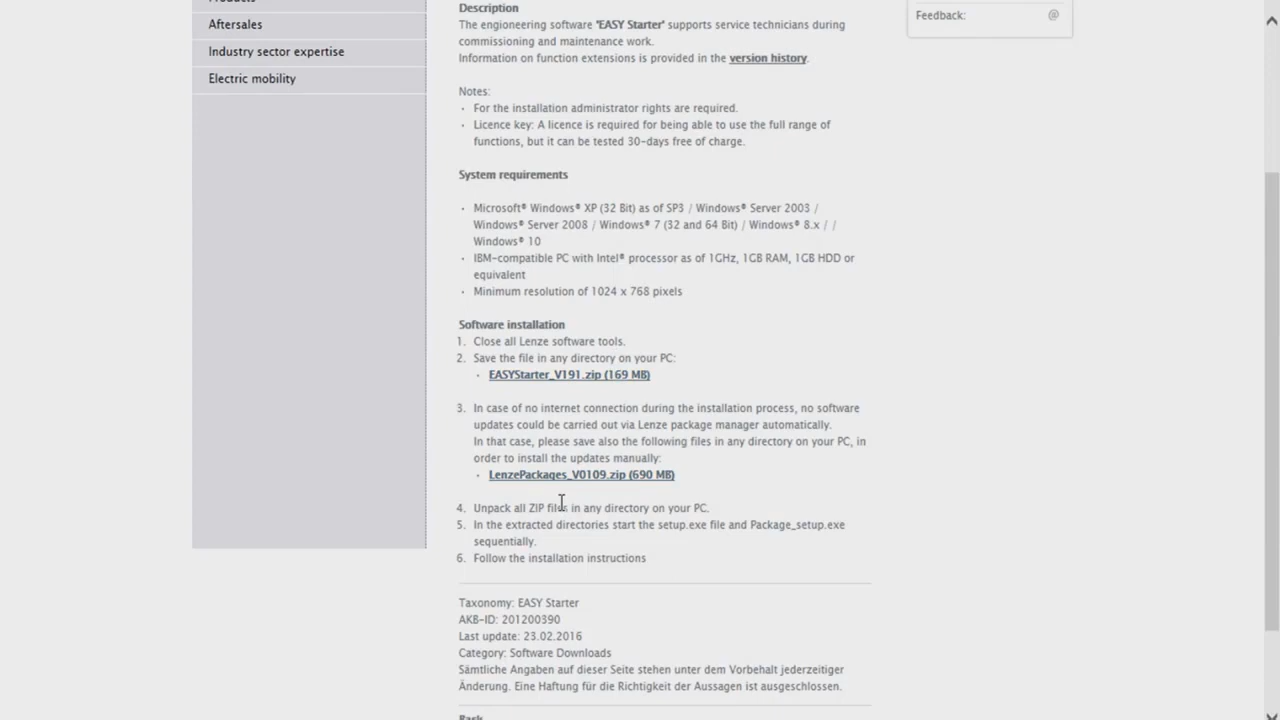 Products
Aftersales
Industry sector expertise
Electric mobility
Description
The engioneering software 'EASY Starter' supports service technicians during
commissioning and maintenance work.
Information on function extensions is provided in the version history.
Notes:
· For the installation administrator rights are required.
· Licence key: A licence is required for being able to use the full range of
functions, but it can be tested 30-days free of charge.
System requirements
· Microsoft® Windows® XP (32 Bit) as of SP3 / Windows® Server 2003 /
Windows® Server 2008 / Windows® 7 (32 and 64 Bit) / Windows® 8.x / /
Windows® 10
· IBM-compatible PC with Intel® processor as of 1GHz, 1GB RAM, 1GB HDD or
equivalent
· Minimum resolution of 1024 x 768 pixels
Software installation
1. Close all Lenze software tools.
2. Save the file in any directory on your PC:
· EASYStarter_V191.zip (169 MB)
3. In case of no internet connection during the installation process, no software
updates could be carried out via Lenze package manager automatically.
In that case, please save also the following files in any directory on your PC, in
order to install the updates manually:
· LenzePackages_V0109.zip (690 MB)
4. Unpack all ZIP files in any directory on your PC.
5. In the extracted directories start the setup.exe file and Package_setup.exe
sequentially.
6. Follow the installation instructions
Taxonomy: EASY Starter
AKB-ID: 201200390
Last update: 23.02.2016
Category: Software Downloads
Sämtliche Angaben auf dieser Seite stehen unter dem Vorbehalt jederzeitiger
Änderung. Eine Haftung für die Richtigkeit der Aussagen ist ausgeschlossen.
Back
Feedback: @